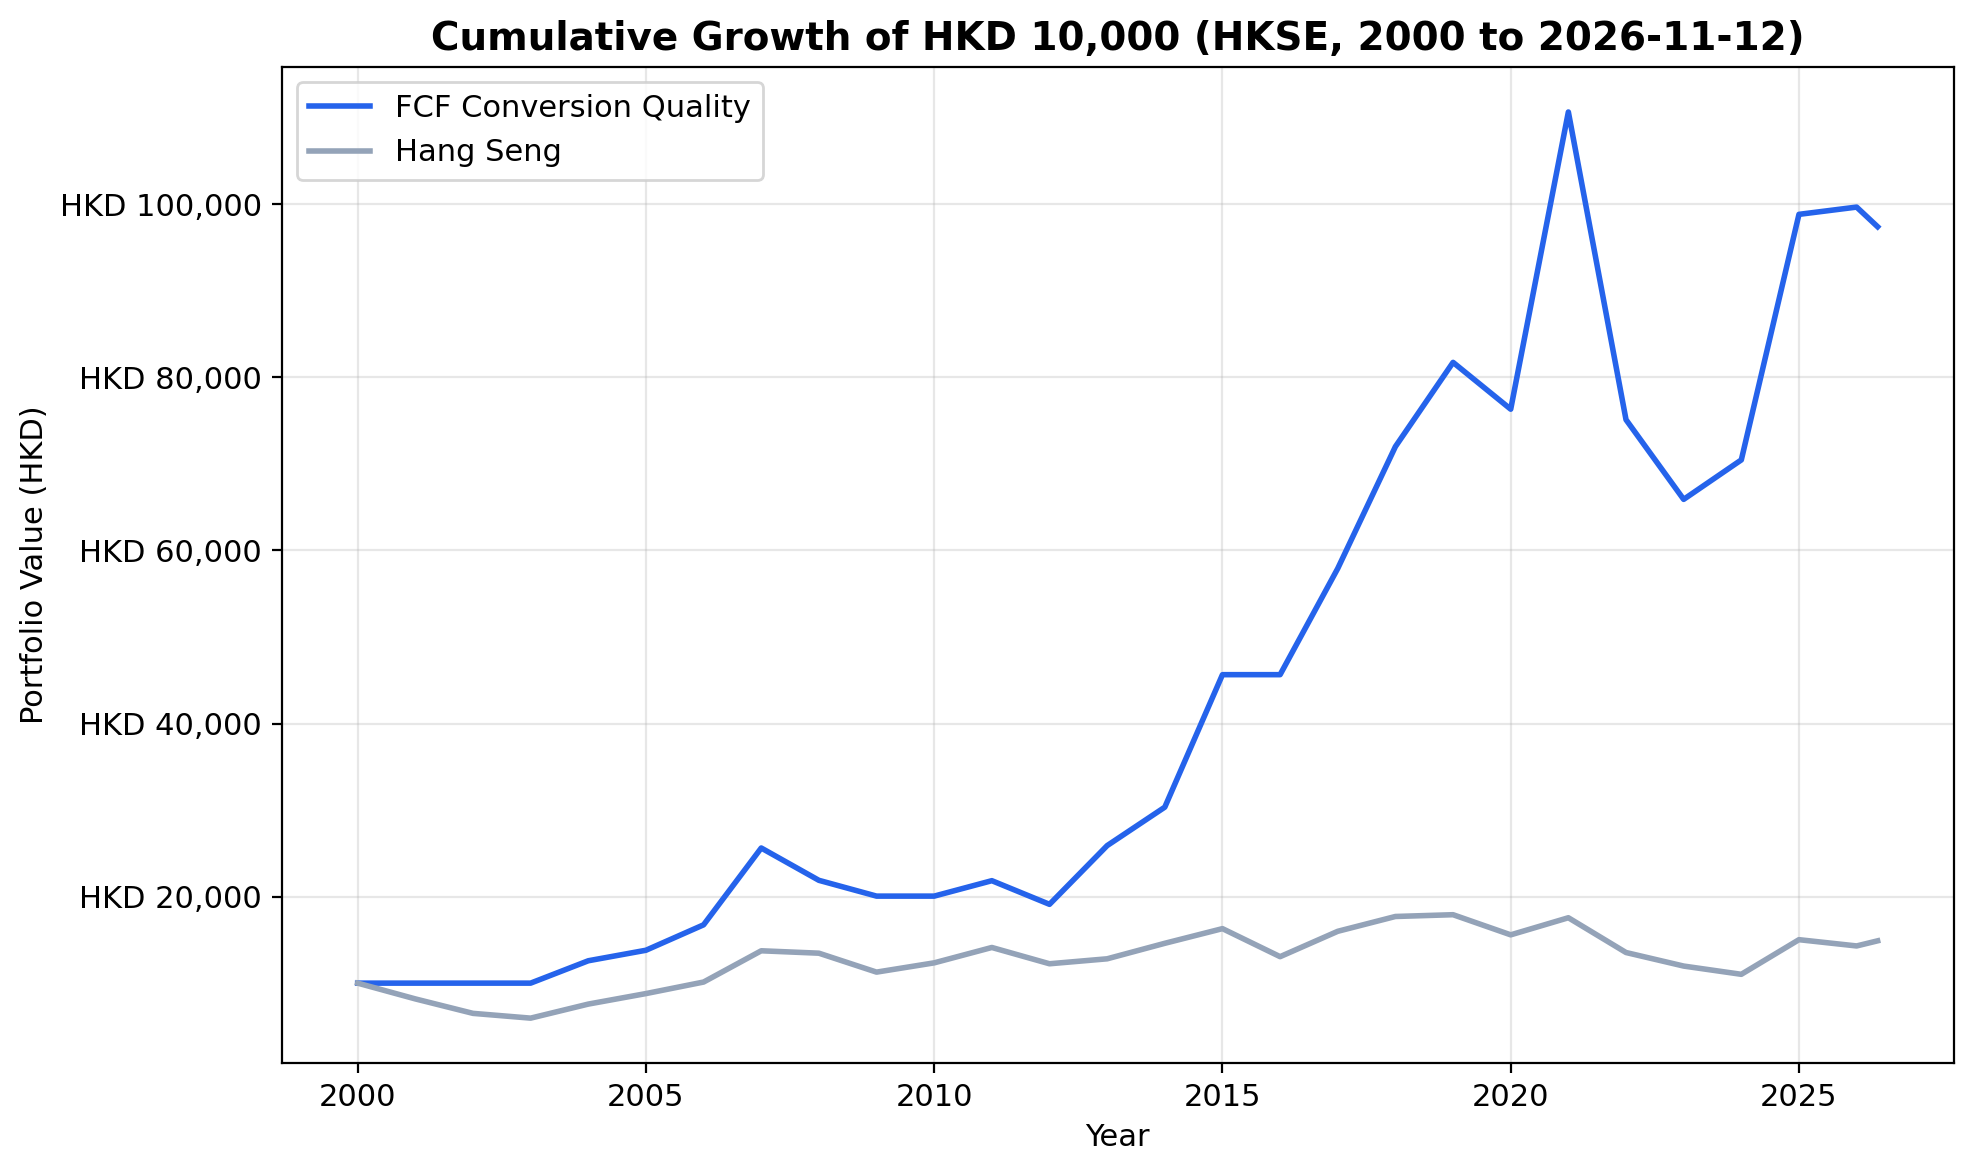 Cumulative Growth of HKD 10,000 (HKSE, 2000 to 2026-11-12)
FCF Conversion Quality
Hang Seng
HKD 100,000
HKD 80,000
HKD 60,000
HKD 40,000
HKD 20,000
Portfolio Value (HKD)
2000 2005 2010 2015 2020 2025
Year